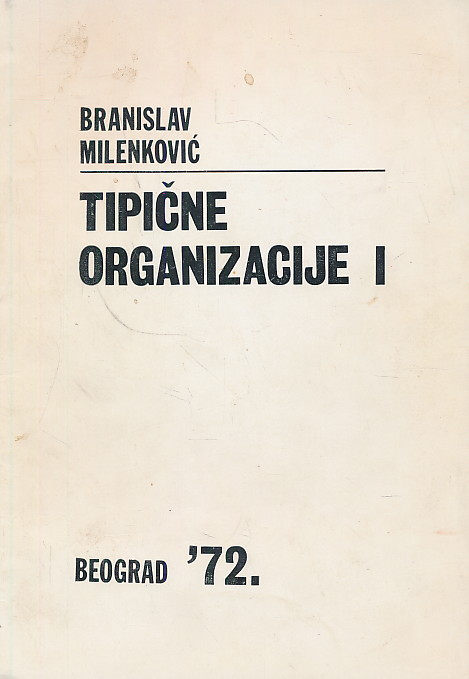 BRANISLAV
MILENKOVIĆ
TIPIČNE
ORGANIZACIJE I
BEOGRAD '72.